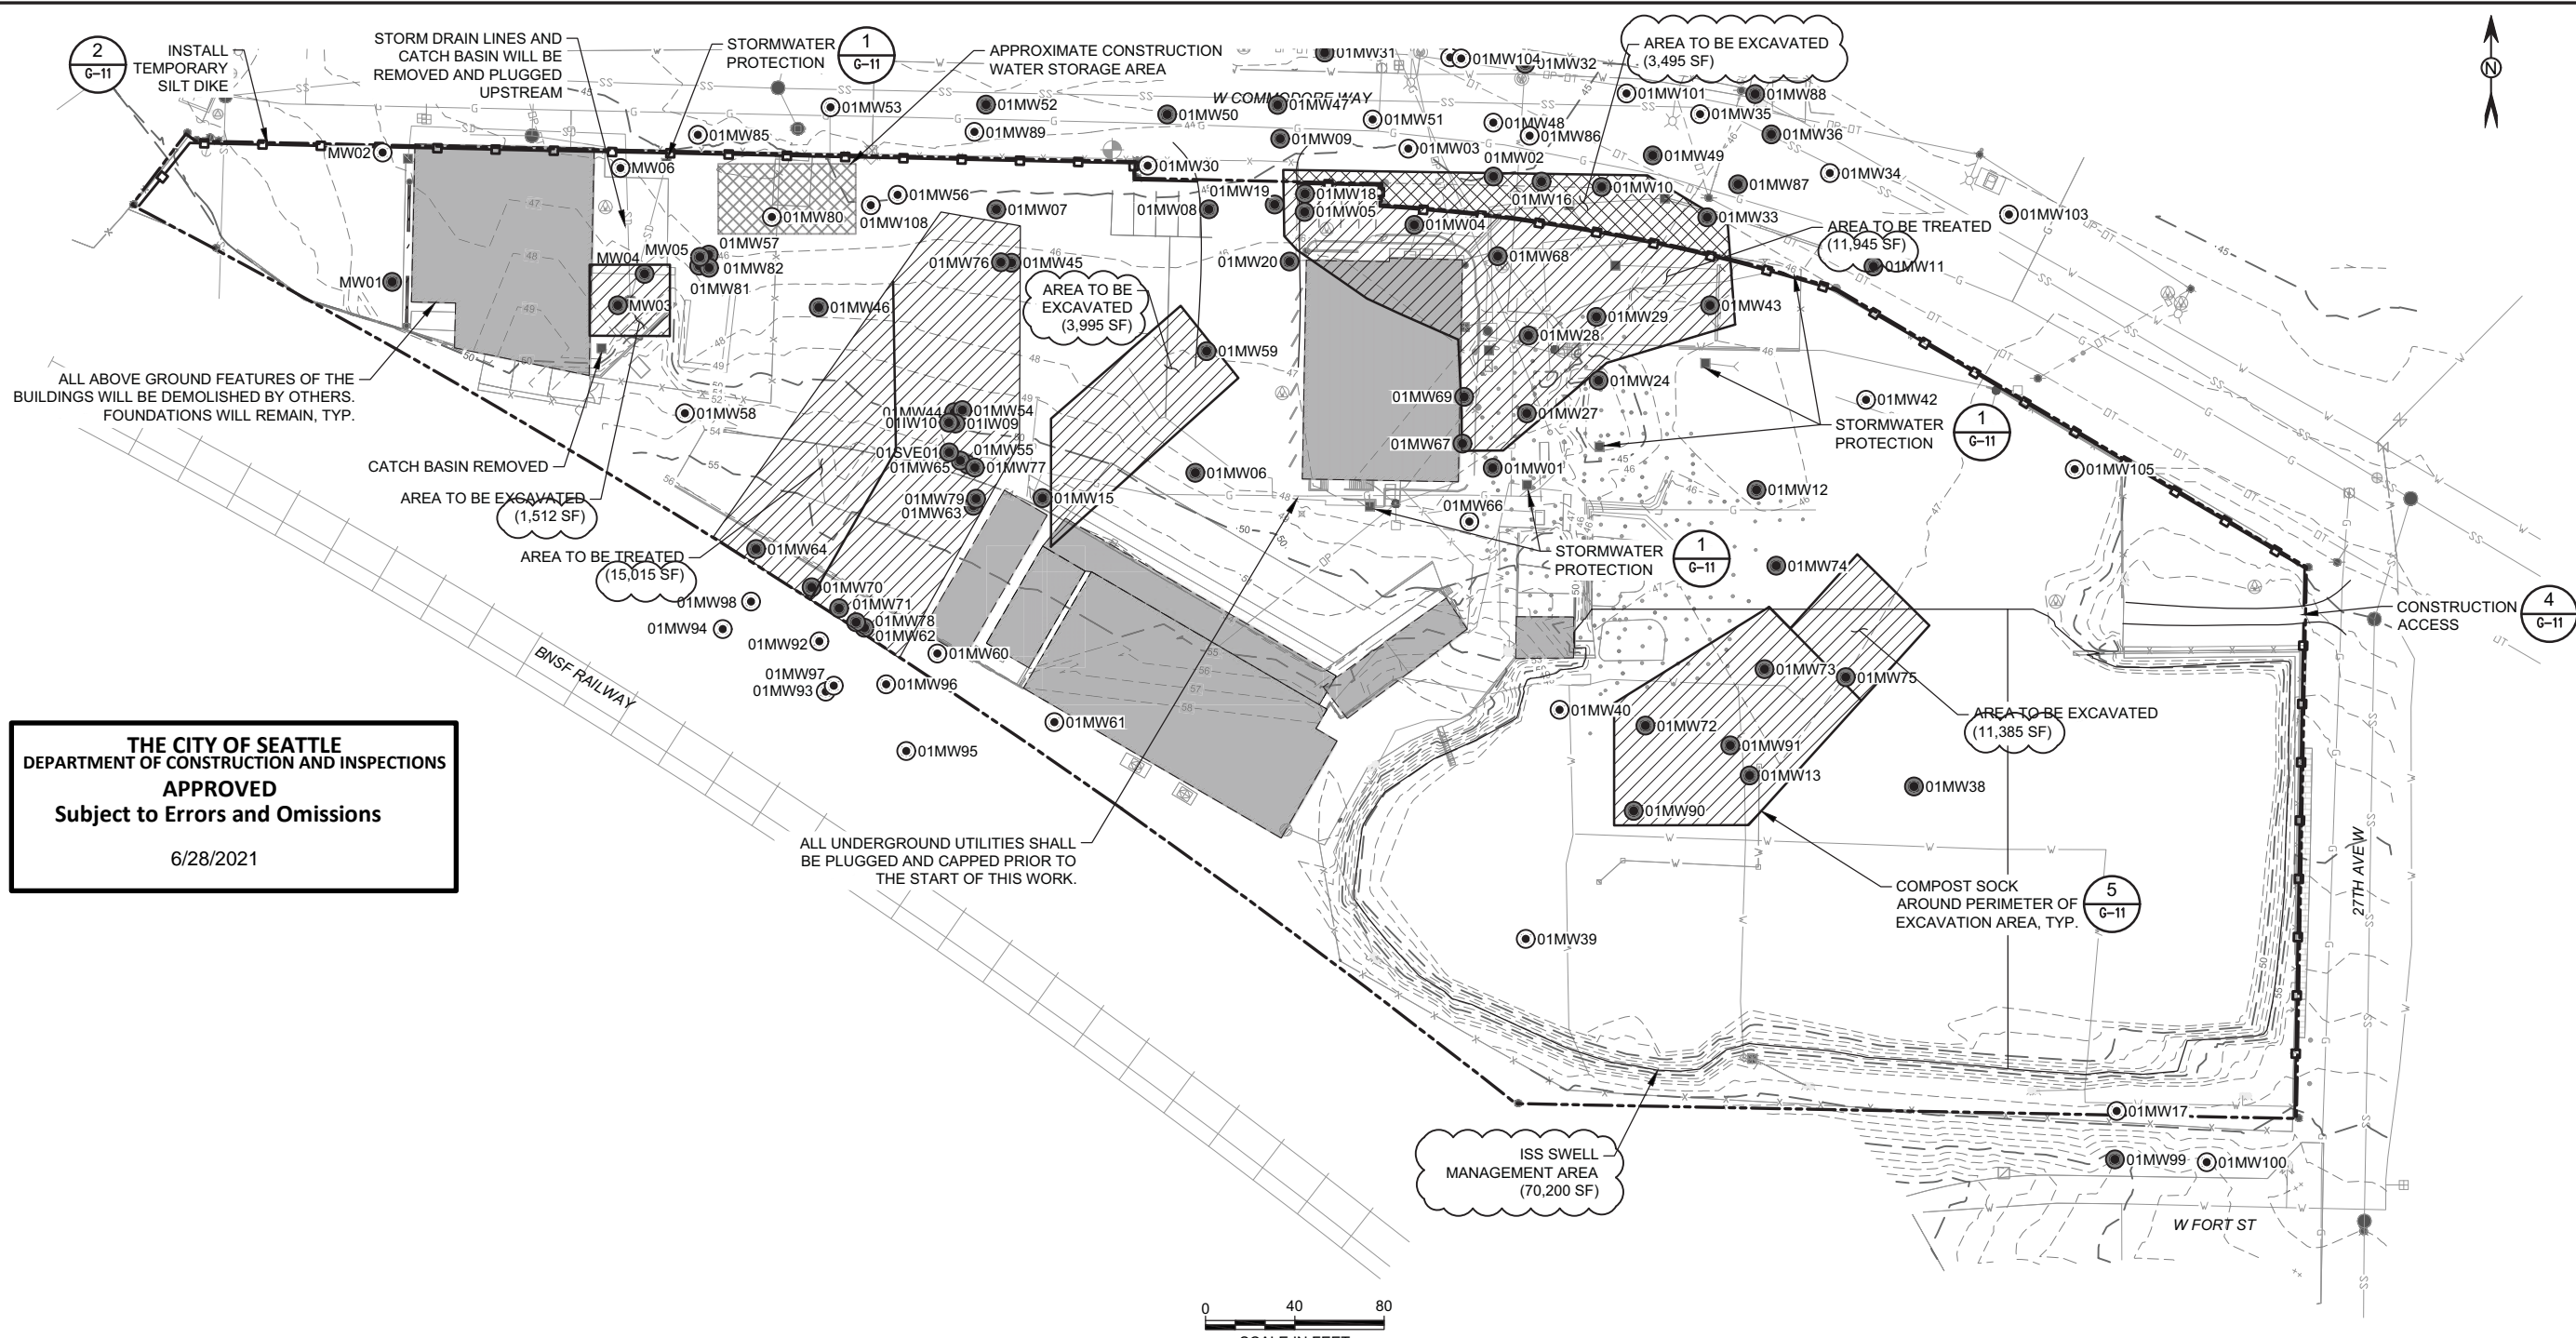 2
G-11
INSTALL
TEMPORARY
SILT DIKE
STORM DRAIN LINES AND
CATCH BASIN WILL BE
REMOVED AND PLUGGED
UPSTREAM
STORMWATER
PROTECTION
1
G-11
APPROXIMATE CONSTRUCTION
WATER STORAGE AREA
AREA TO BE EXCAVATED
(3,495 SF)
N
W COMMODORE WAY
01MW31
01MW104
01MW32
01MW101
01MW88
01MW53
01MW52
01MW50
01MW47
01MW51
01MW48
01MW35
01MW85
01MW89
01MW09
01MW86
01MW36
MW02
MW06
01MW30
01MW03
01MW02
01MW49
01MW34
01MW56
01MW19
01MW18
01MW16
01MW10
01MW87
01MW80
01MW108
01MW07
01MW08
01MW05
01MW04
01MW33
01MW103
AREA TO BE TREATED
(11,945 SF)
MW05
01MW57
MW04
01MW82
01MW81
01MW76
01MW45
01MW20
01MW68
01MW11
MW01
MW03
01MW46
AREA TO BE
EXCAVATED
(3,995 SF)
01MW29
01MW43
01MW28
01MW59
ALL ABOVE GROUND FEATURES OF THE
BUILDINGS WILL BE DEMOLISHED BY OTHERS.
FOUNDATIONS WILL REMAIN, TYP.
01MW24
01MW69
01MW42
01MW58
01MW44
01MW54
01IW10
01IW09
01MW27
STORMWATER
PROTECTION
1
G-11
01MW67
CATCH BASIN REMOVED
01SVE01
01MW55
01MW65
01MW77
01MW06
01MW01
01MW105
AREA TO BE EXCAVATED
(1,512 SF)
01MW79
01MW63
01MW15
01MW66
01MW12
AREA TO BE TREATED
(15,015 SF)
01MW64
STORMWATER
PROTECTION
1
G-11
01MW74
01MW98
01MW70
01MW71
01MW78
01MW62
CONSTRUCTION
ACCESS
4
G-11
01MW94
01MW92
01MW60
BNSF RAILWAY
01MW97
01MW93
01MW96
01MW73
01MW75
01MW61
01MW40
01MW72
AREA TO BE EXCAVATED
(11,385 SF)
01MW95
01MW91
01MW13
01MW38
01MW90
THE CITY OF SEATTLE
DEPARTMENT OF CONSTRUCTION AND INSPECTIONS
APPROVED
Subject to Errors and Omissions
6/28/2021
ALL UNDERGROUND UTILITIES SHALL
BE PLUGGED AND CAPPED PRIOR TO
THE START OF THIS WORK.
COMPOST SOCK
AROUND PERIMETER OF
EXCAVATION AREA, TYP.
5
G-11
27TH AVE W
01MW39
01MW17
ISS SWELL
MANAGEMENT AREA
(70,200 SF)
01MW99
01MW100
W FORT ST
0 40 80